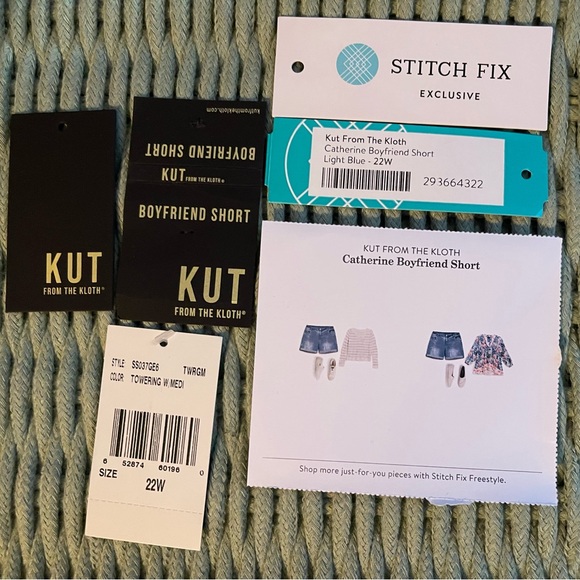 STITCH FIX
EXCLUSIVE
Kut From The Kloth
Catherine Boyfriend Short
Light Blue - 22W
293664322
KUT
FROM THE KLOTH®
kutfromthekloth.com
BOYFRIEND SHORT
KUT FROM THE KLOTH®
BOYFRIEND SHORT
KUT
FROM THE KLOTH®
KUT FROM THE KLOTH
Catherine Boyfriend Short
Shop more just-for-you pieces with Stitch Fix Freestyle.
STYLE: SS037GE6 TWRGM
COLOR: TOWERING W/MEDI
6 52874 60196 0
SIZE
22W